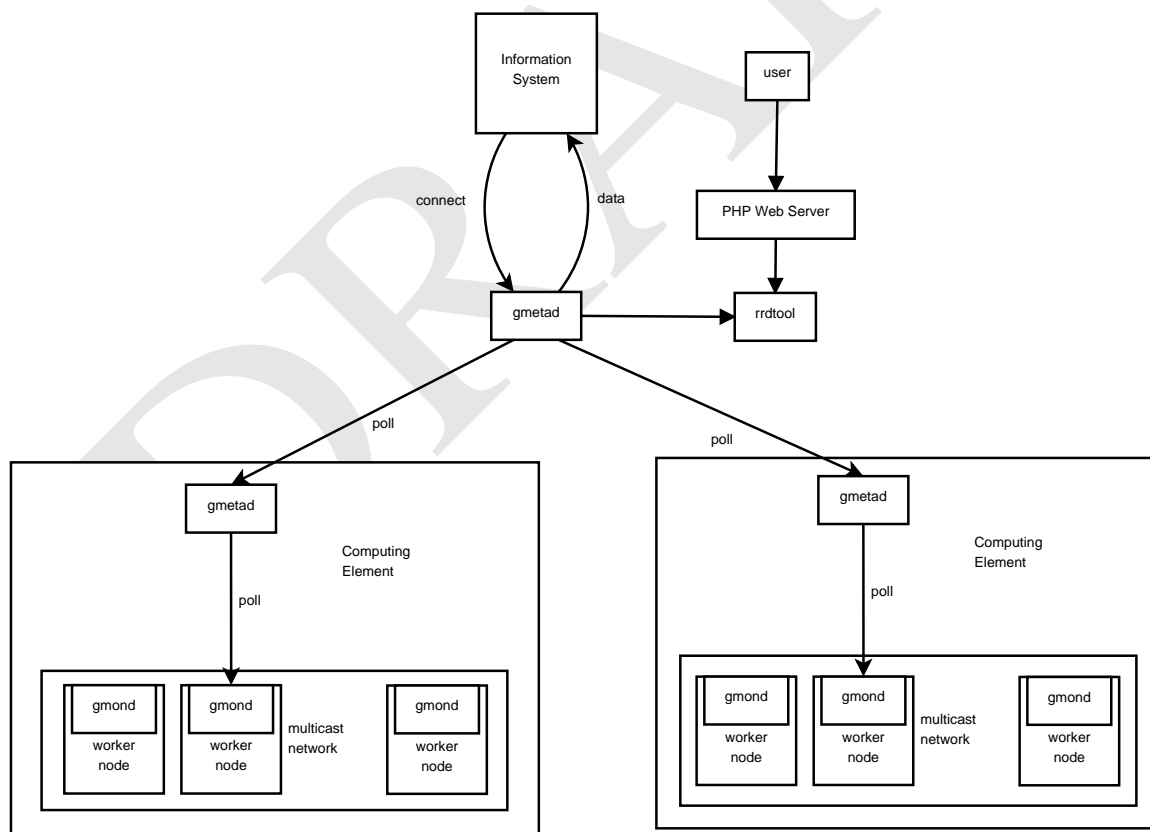 Information
System
user
connect
data
PHP Web Server
gmetad
rrdtool
poll
poll
gmetad
gmetad
Computing
Element
Computing
Element
poll
poll
gmond
worker
node
gmond
worker
node
multicast
network
gmond
worker
node
gmond
worker
node
gmond
worker
node
multicast
network
gmond
worker
node
DRA